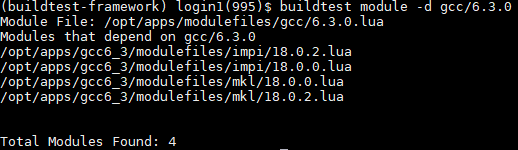 (buildtest-framework) login1(995)$ buildtest module -d gcc/6.3.0
Module File: /opt/apps/modulefiles/gcc/6.3.0.lua
Modules that depend on gcc/6.3.0
/opt/apps/gcc6_3/modulefiles/impi/18.0.2.lua
/opt/apps/gcc6_3/modulefiles/impi/18.0.0.lua
/opt/apps/gcc6_3/modulefiles/mkl/18.0.0.lua
/opt/apps/gcc6_3/modulefiles/mkl/18.0.2.lua
Total Modules Found: 4